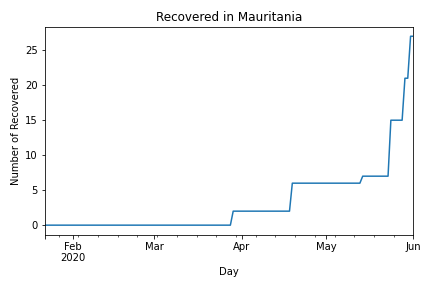 Recovered in Mauritania
Number of Recovered
25
20
15
10
5
0
Feb
2020
Mar
Apr
May
Jun
Day